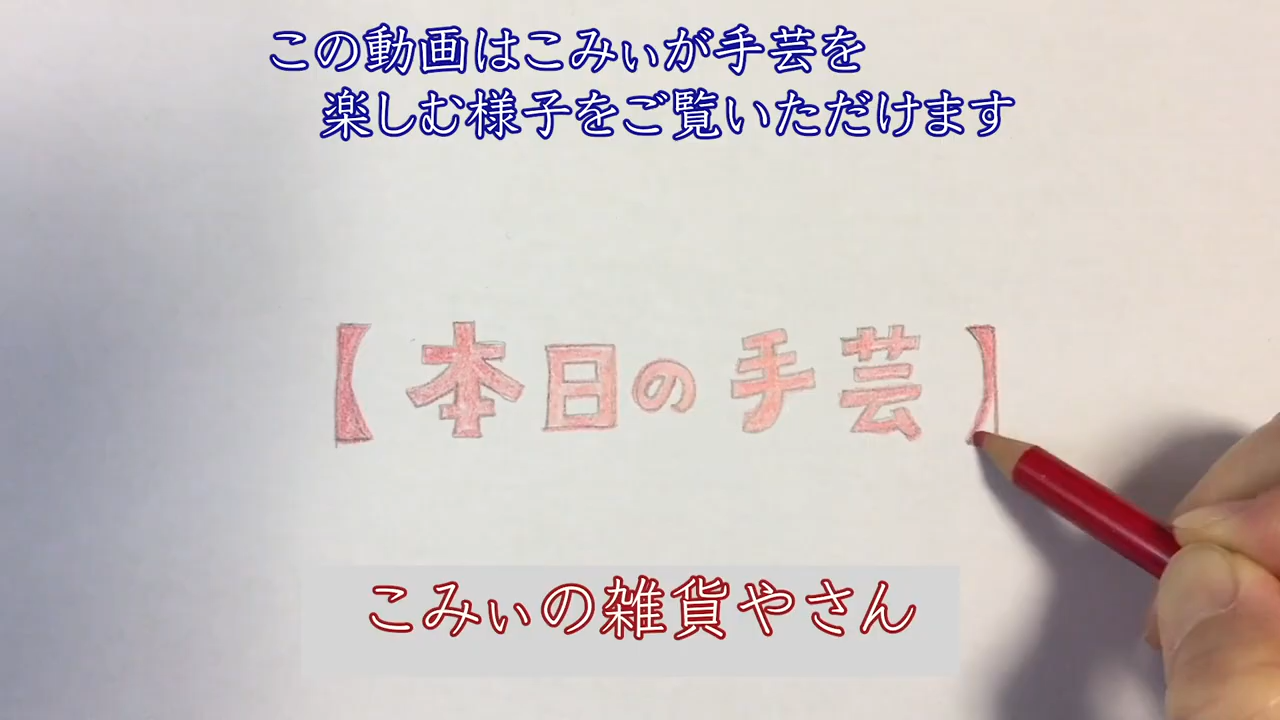 この動画はこみぃが手芸を
楽しむ様子をご覧いただけます
【本日の手芸】
こみぃの雑貨やさん